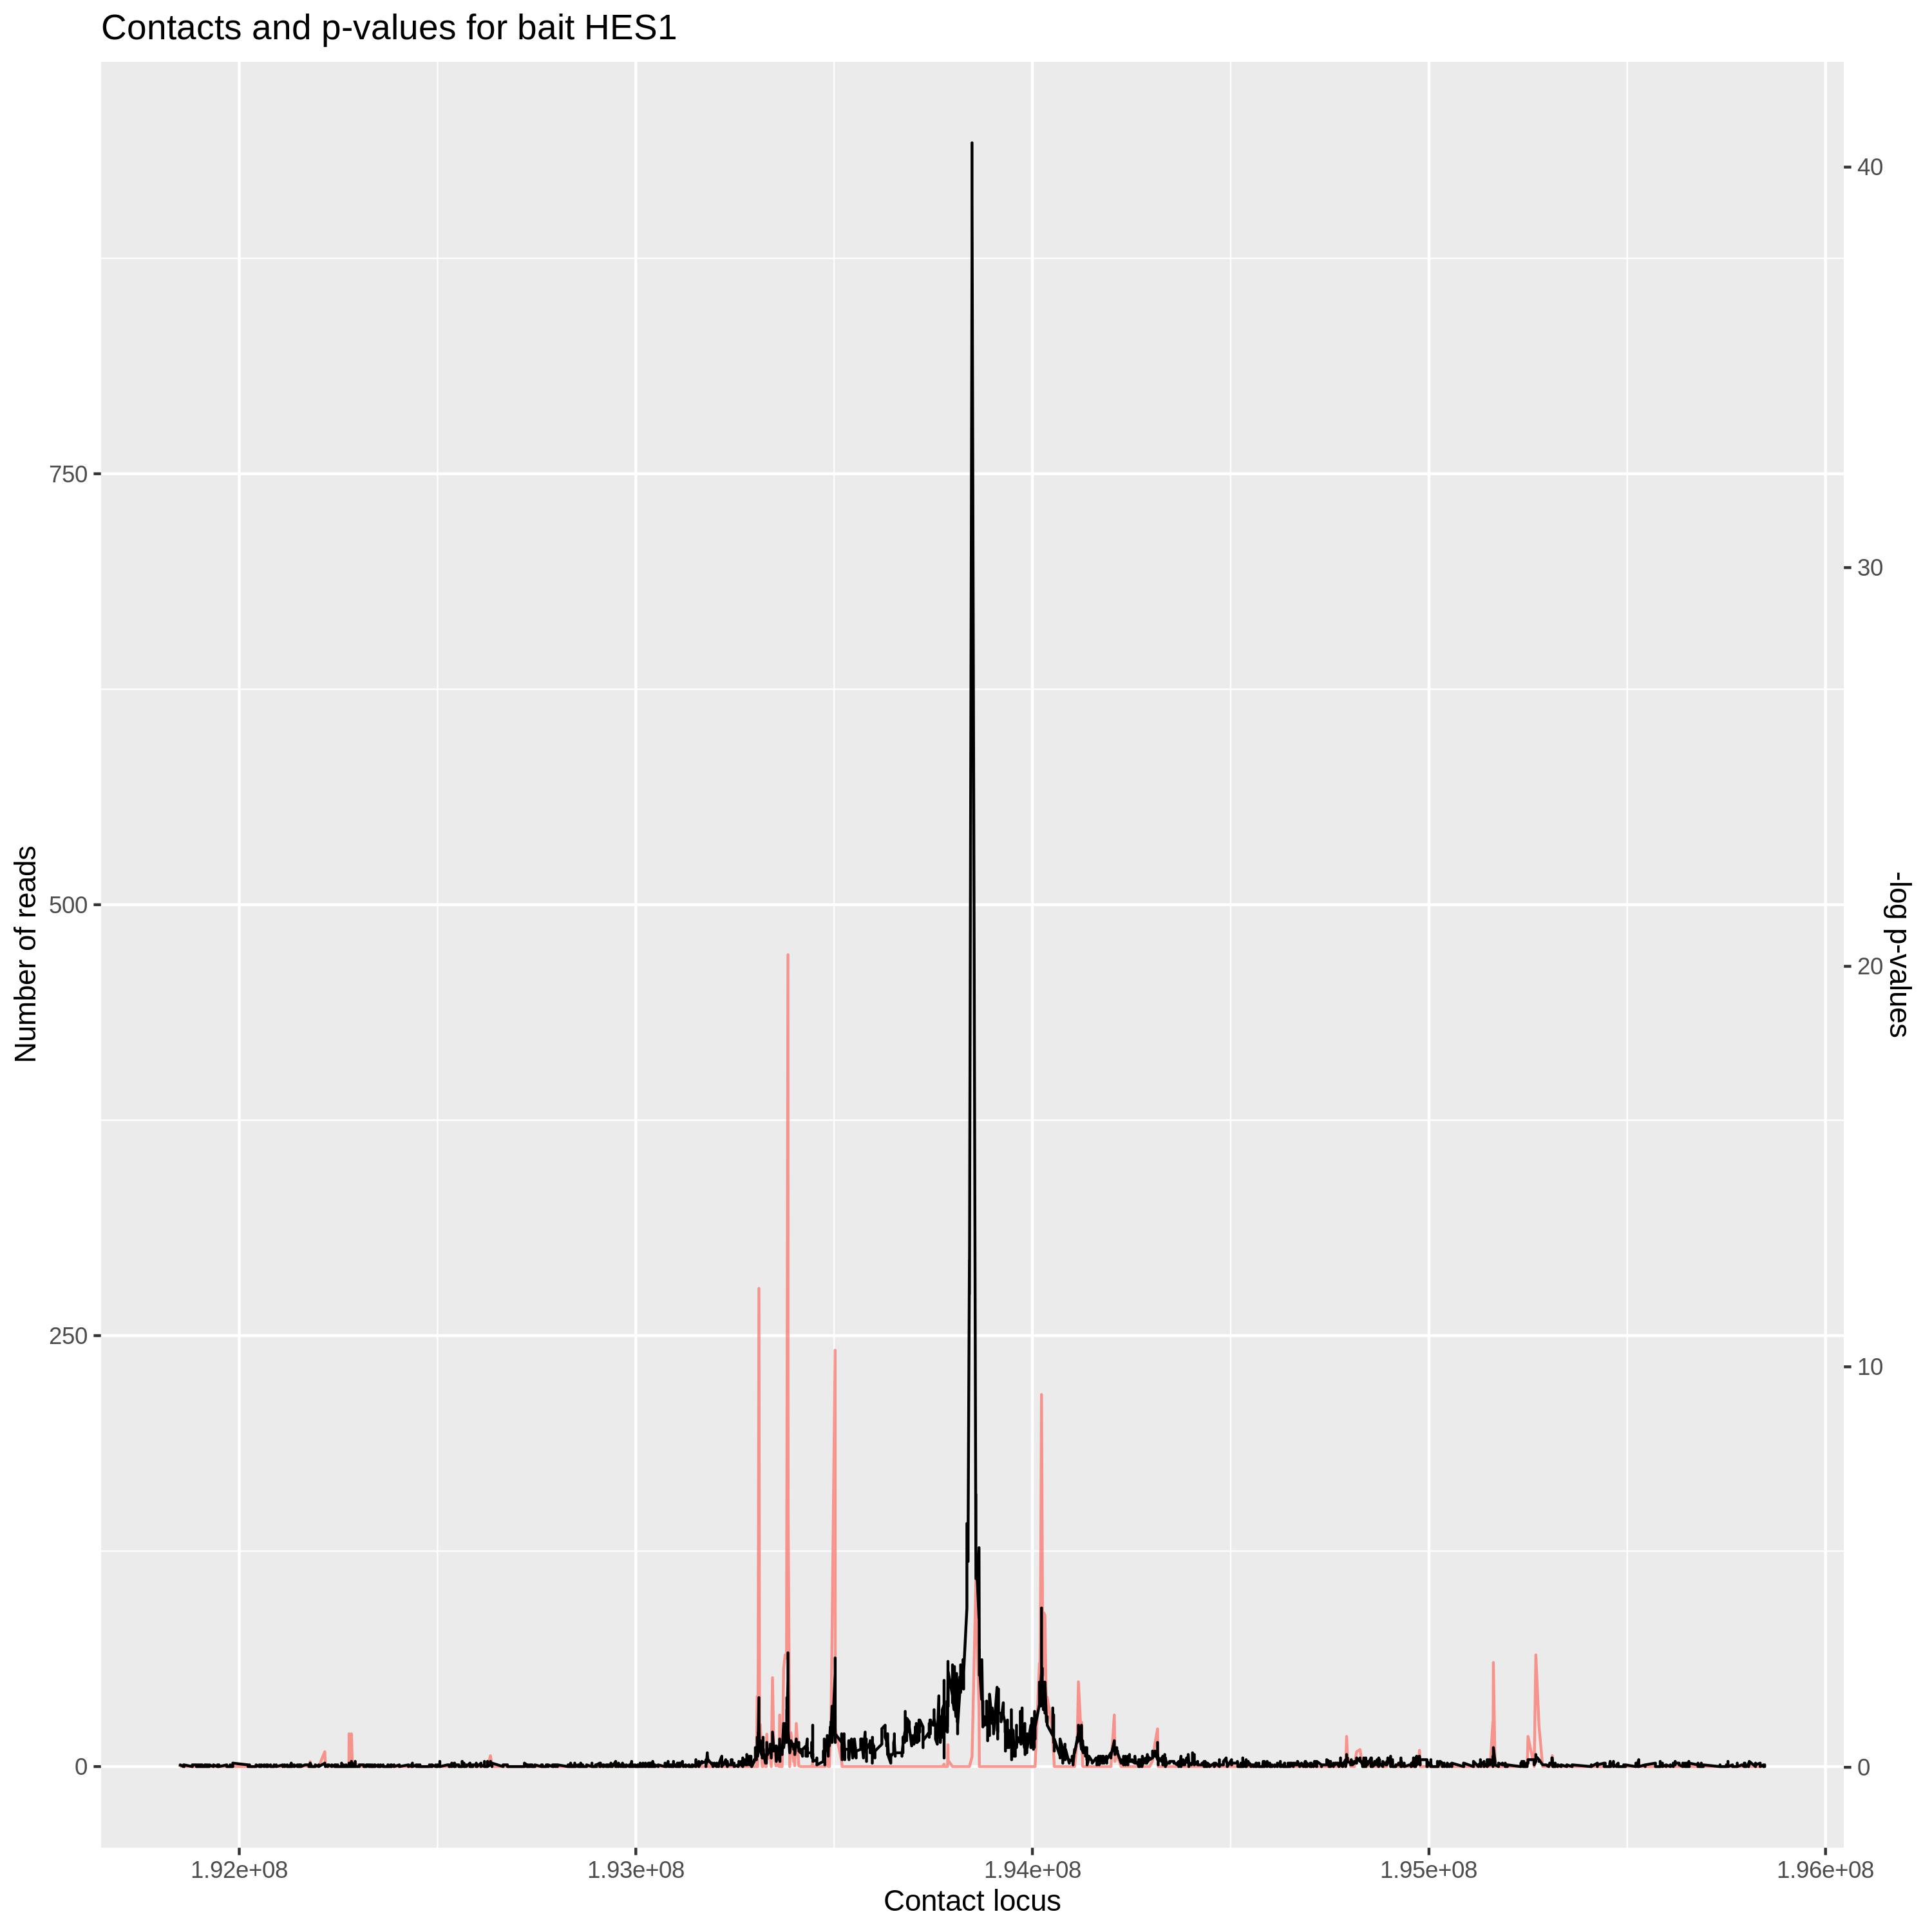 Contacts and p-values for bait HES1
40
750
30
Number of reads
500
20
-log p-values
250
10
0
0
1.92e+08
1.93e+08
1.94e+08
1.95e+08
1.96e+08
Contact locus